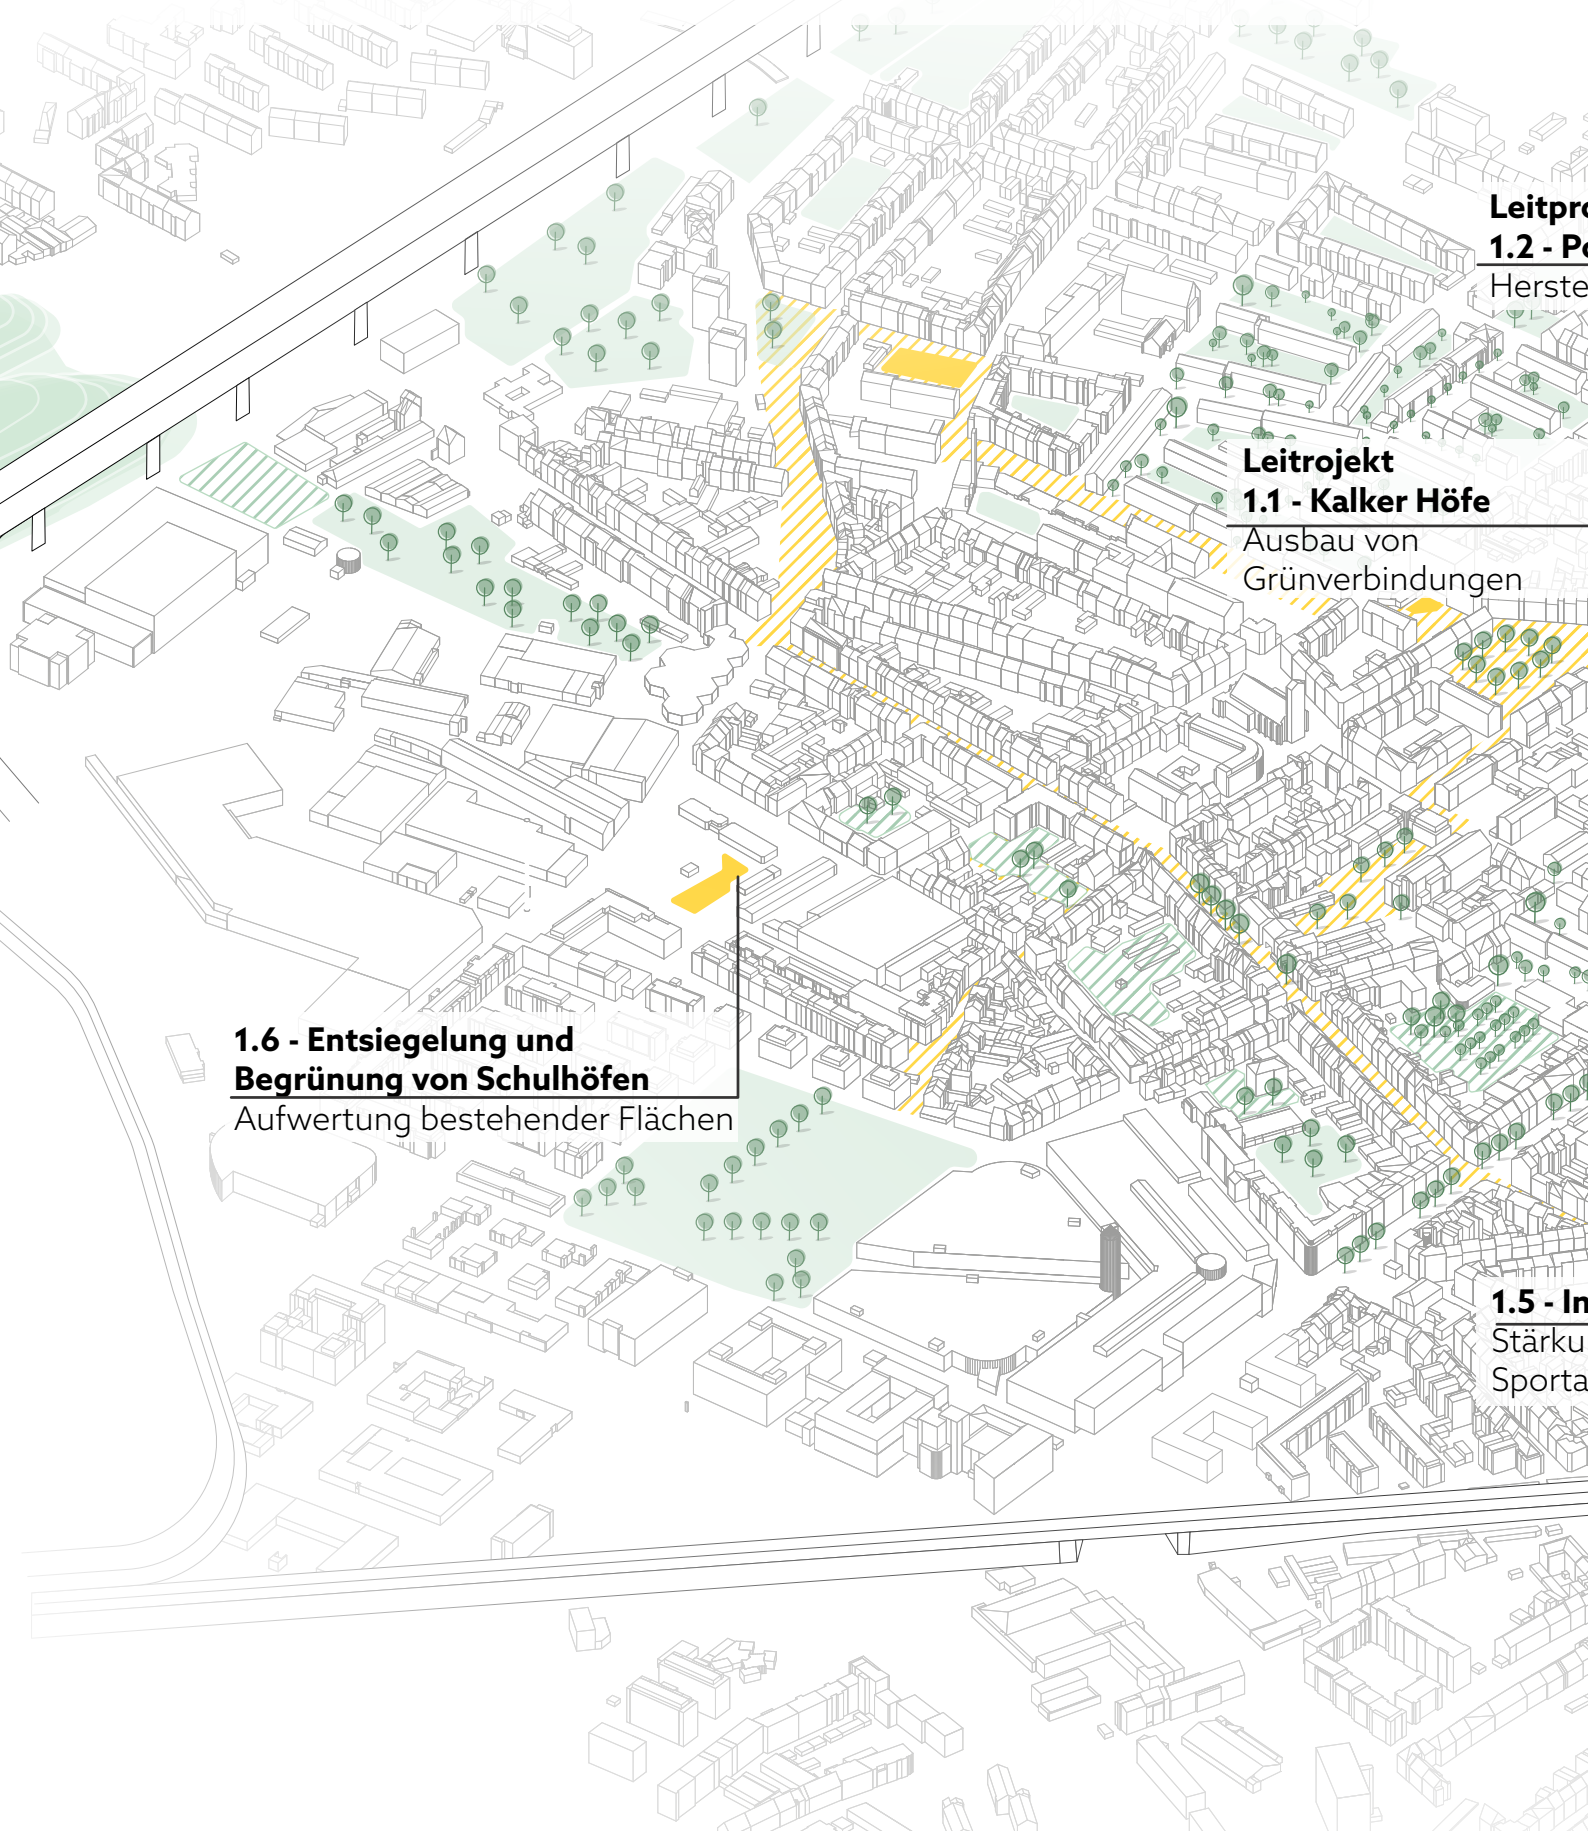 Leitpro
1.2 - Po
Herste
Leitrojekt
1.1 - Kalker Höfe
Ausbau von
Grünverbindungen
1.6 - Entsiegelung und
Begrünung von Schulhöfen
Aufwertung bestehender Flächen
1.5 - In
Stärku
Sporta